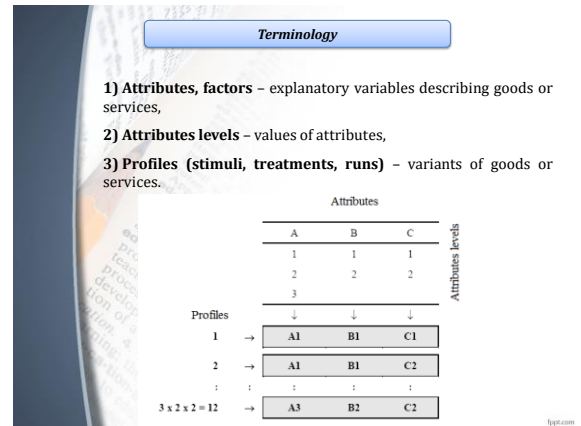 Terminology
1) Attributes, factors – explanatory variables describing goods or
services,
2) Attributes levels – values of attributes,
3) Profiles (stimuli, treatments, runs) – variants of goods or
services.
Attributes
A B C
Attributes levels
1 1 1
2 2 2
3
Profiles ↓ ↓ ↓
1 → A1 B1 C1
2 → A1 B1 C2
: : : : :
3 x 2 x 2 = 12 → A3 B2 C2
fppt.com